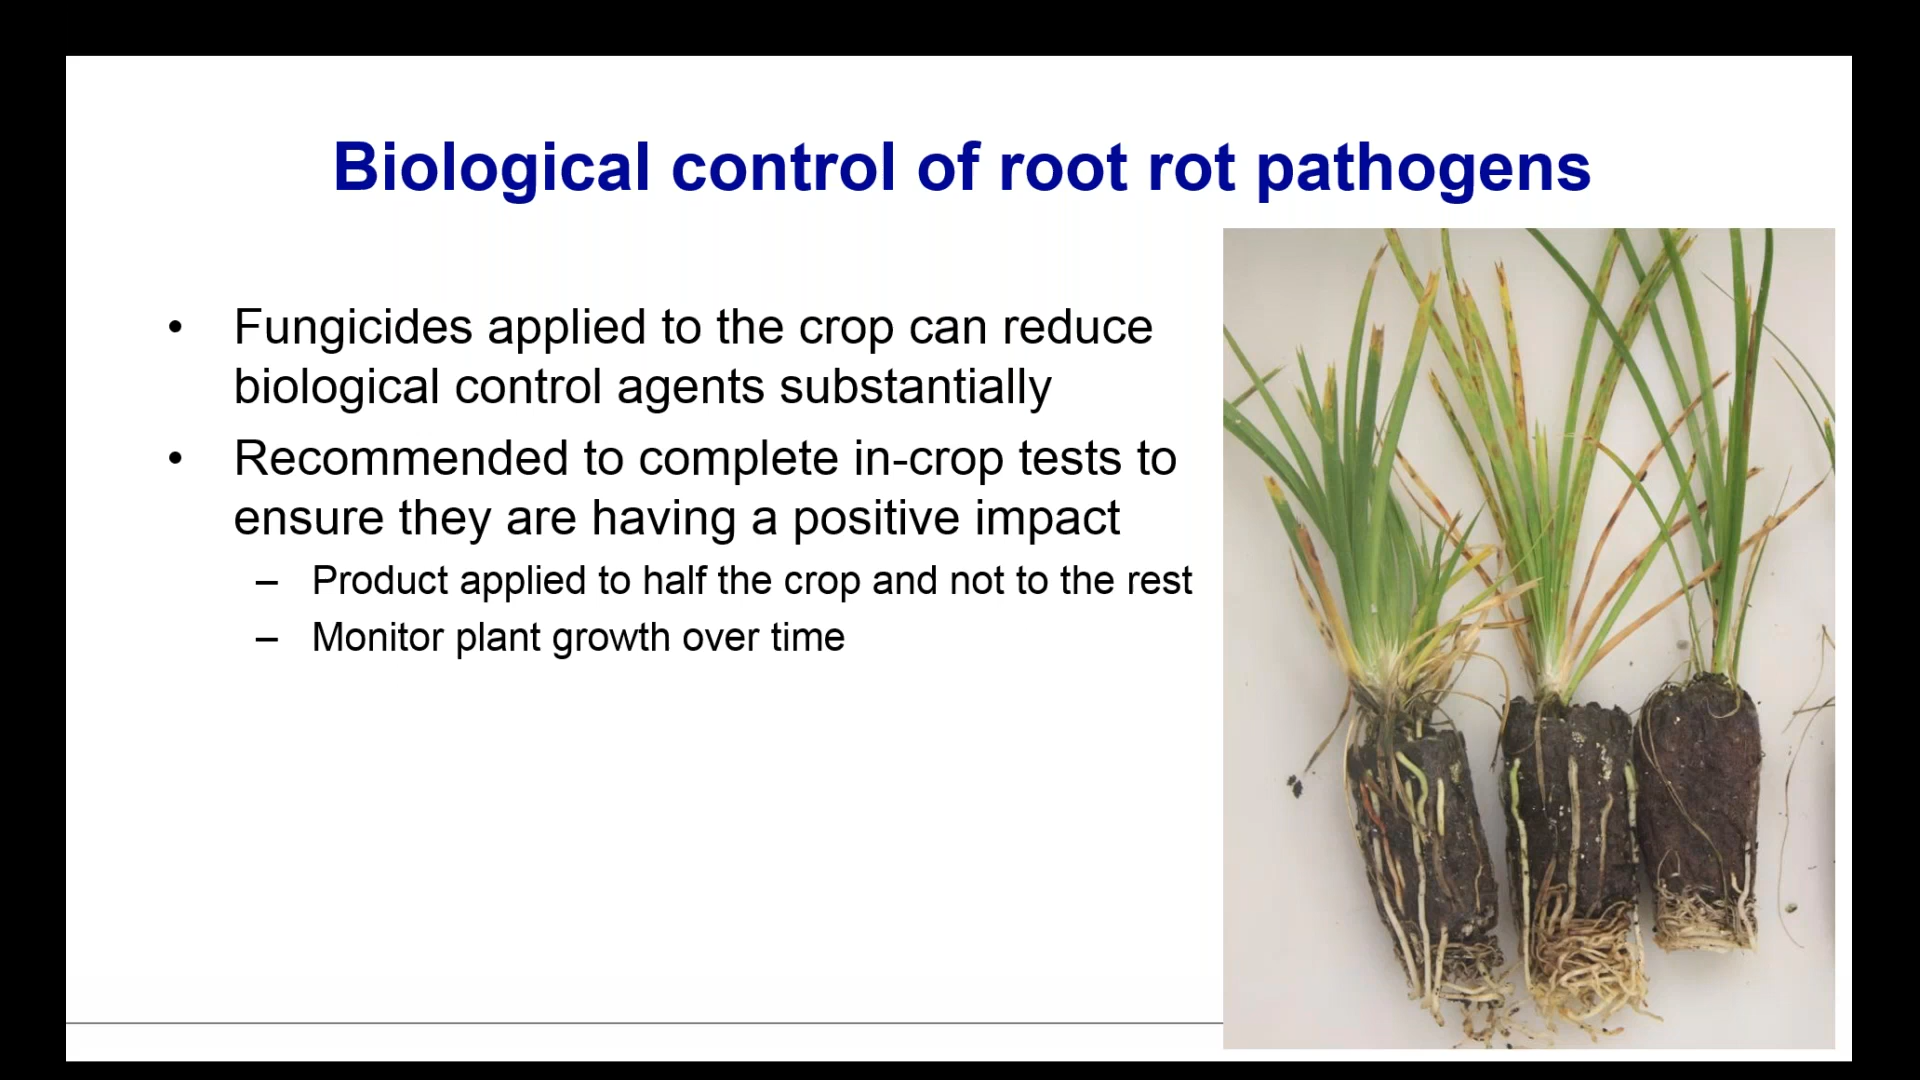 Biological control of root rot pathogens
• Fungicides applied to the crop can reduce
biological control agents substantially
• Recommended to complete in-crop tests to
ensure they are having a positive impact
– Product applied to half the crop and not to the rest
– Monitor plant growth over time